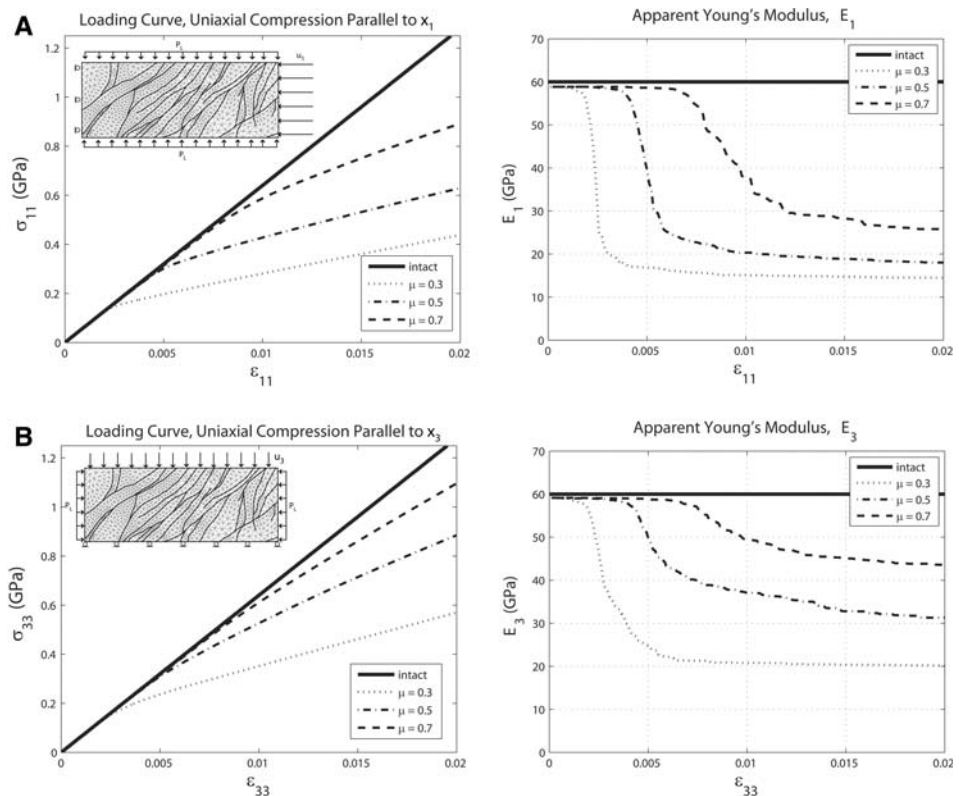 A
Loading Curve, Uniaxial Compression Parallel to x₁
P_L
u₁
P_L
1.2
1
0.8
0.6
0.4
0.2
0
σ₁₁ (GPa)
intact
μ = 0.3
μ = 0.5
μ = 0.7
0 0.005 0.01 0.015 0.02
ε₁₁
Apparent Young's Modulus, E₁
70
60
50
40
30
20
10
0
E₁ (GPa)
intact
μ = 0.3
μ = 0.5
μ = 0.7
0 0.005 0.01 0.015 0.02
ε₁₁
B
Loading Curve, Uniaxial Compression Parallel to x₃
u₃
P_L
P_L
1.2
1
0.8
0.6
0.4
0.2
0
σ₃₃ (GPa)
intact
μ = 0.3
μ = 0.5
μ = 0.7
0 0.005 0.01 0.015 0.02
ε₃₃
Apparent Young's Modulus, E₃
70
60
50
40
30
20
10
0
E₃ (GPa)
intact
μ = 0.3
μ = 0.5
μ = 0.7
0 0.005 0.01 0.015 0.02
ε₃₃